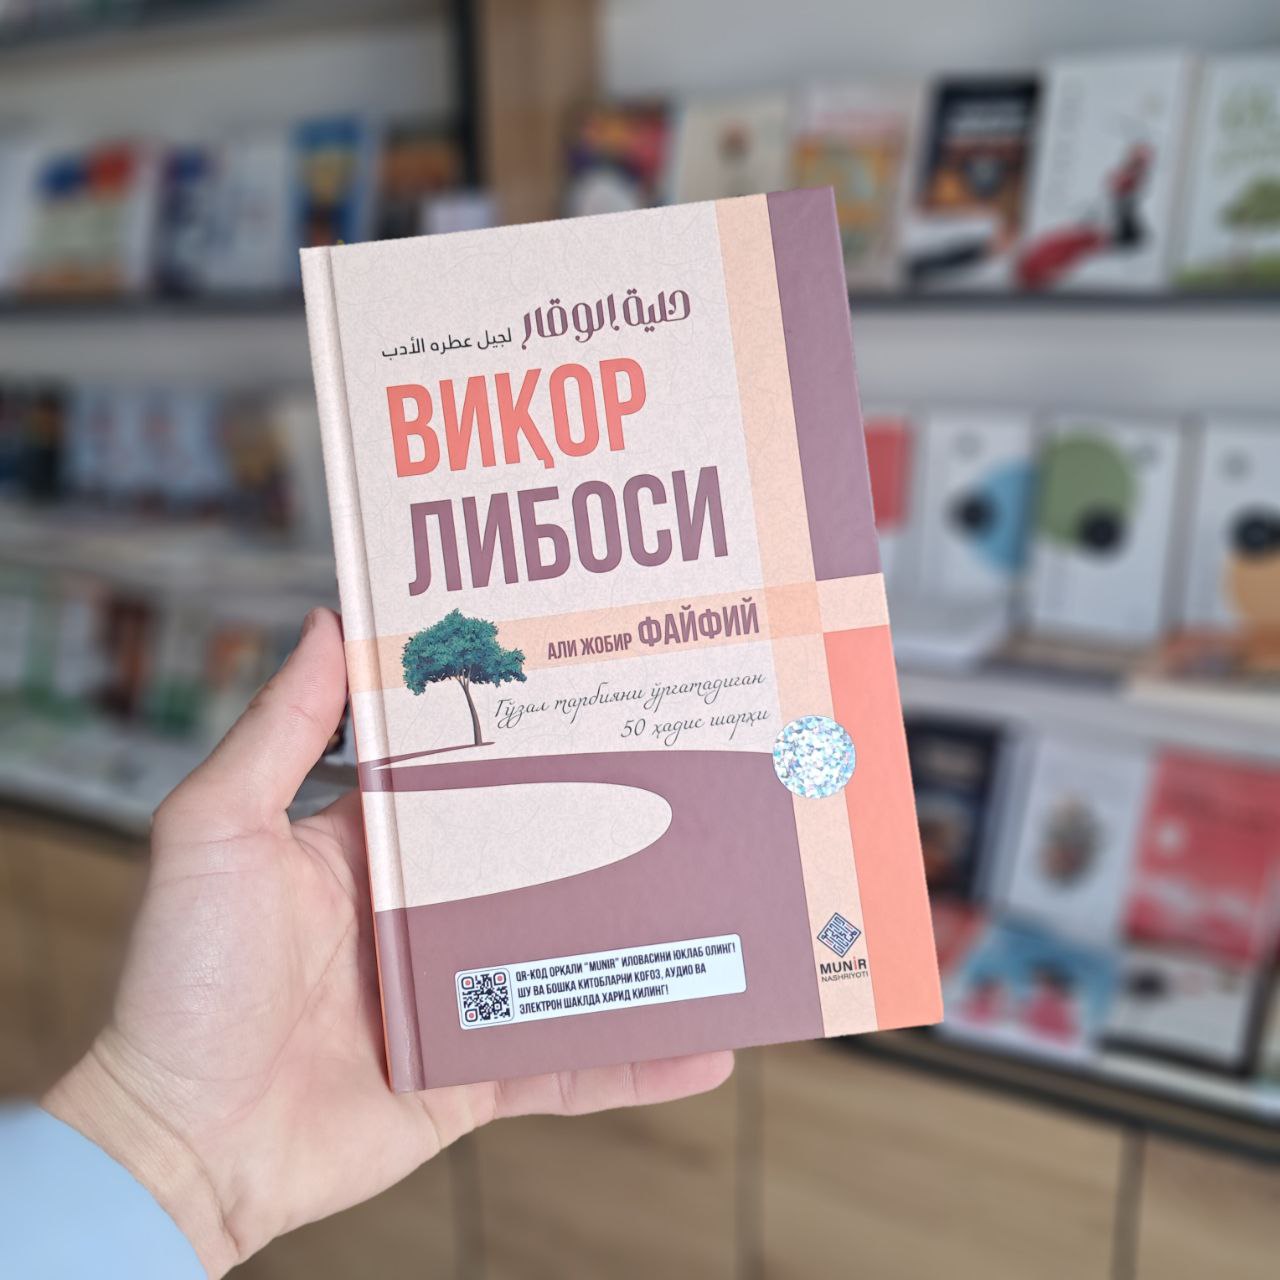 حلية الوقار لجيل عطره الأدب
ВИҚОР
ЛИБОСИ
АЛИ ЖОБИР ФАЙФИЙ
Гўзал тарбияни ўргатадиган
50 ҳадис шарҳи
QR-КОД ОРҚАЛИ "MUNIR" ИЛОВАСИНИ ЮКЛАБ ОЛИНГ!
ШУ ВА БОШҚА КИТОБЛАРНИ ҚОҒОЗ, АУДИО ВА
ЭЛЕКТРОН ШАКЛДА ХАРИД ҚИЛИНГ!
MUNiR
NASHRIYOTI